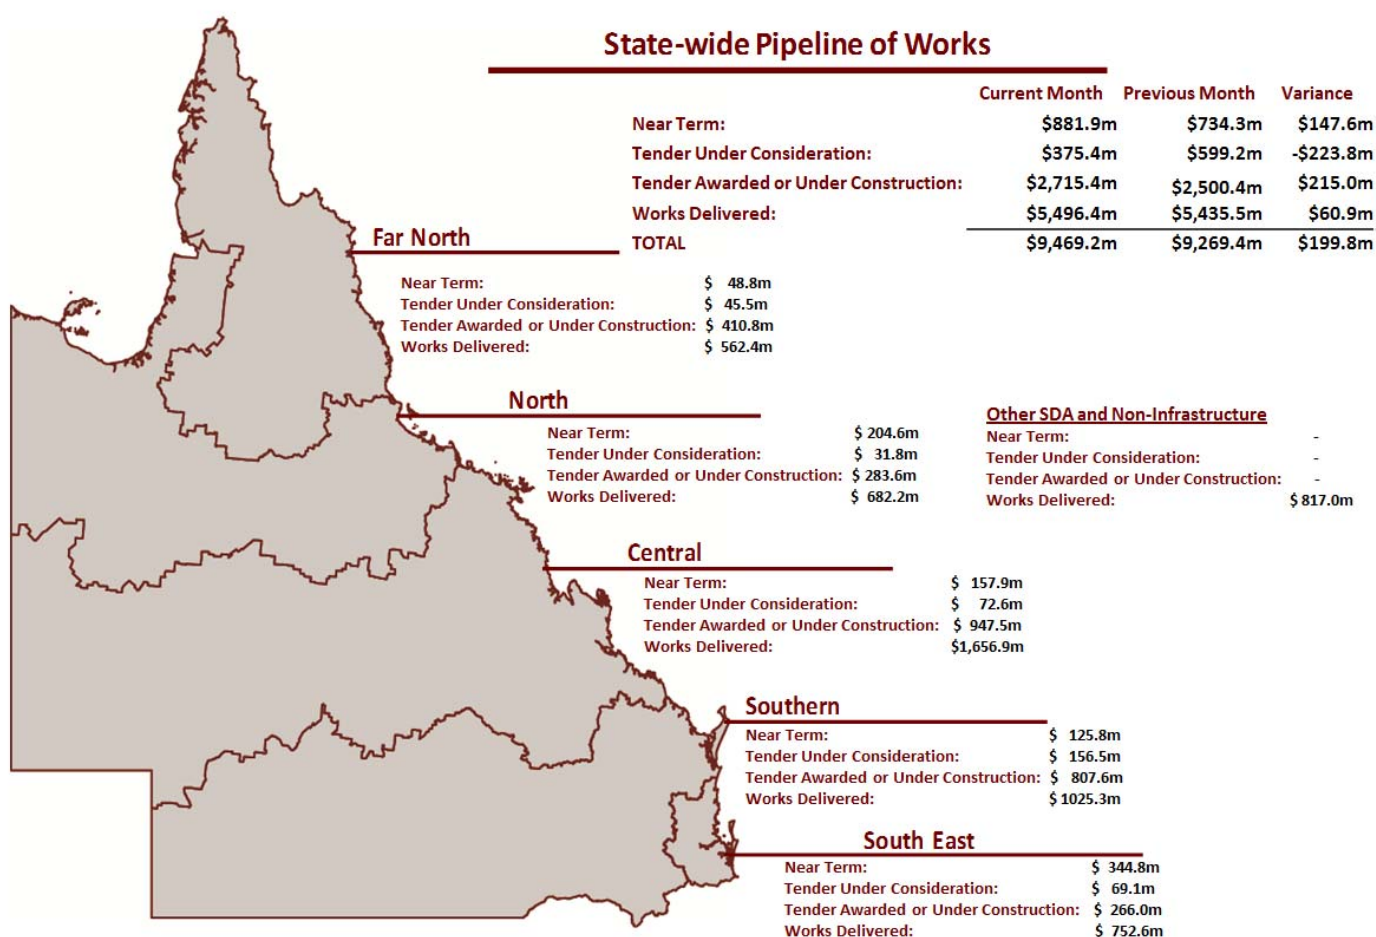 State-wide Pipeline of Works
Current Month Previous Month Variance
Near Term: $881.9m $734.3m $147.6m
Tender Under Consideration: $375.4m $599.2m -$223.8m
Tender Awarded or Under Construction: $2,715.4m $2,500.4m $215.0m
Works Delivered: $5,496.4m $5,435.5m $60.9m
TOTAL $9,469.2m $9,269.4m $199.8m
Far North
Near Term: $ 48.8m
Tender Under Consideration: $ 45.5m
Tender Awarded or Under Construction: $ 410.8m
Works Delivered: $ 562.4m
North
Near Term: $ 204.6m
Tender Under Consideration: $ 31.8m
Tender Awarded or Under Construction: $ 283.6m
Works Delivered: $ 682.2m
Other SDA and Non-Infrastructure
Near Term: -
Tender Under Consideration: -
Tender Awarded or Under Construction: -
Works Delivered: $ 817.0m
Central
Near Term: $ 157.9m
Tender Under Consideration: $ 72.6m
Tender Awarded or Under Construction: $ 947.5m
Works Delivered: $1,656.9m
Southern
Near Term: $ 125.8m
Tender Under Consideration: $ 156.5m
Tender Awarded or Under Construction: $ 807.6m
Works Delivered: $ 1025.3m
South East
Near Term: $ 344.8m
Tender Under Consideration: $ 69.1m
Tender Awarded or Under Construction: $ 266.0m
Works Delivered: $ 752.6m